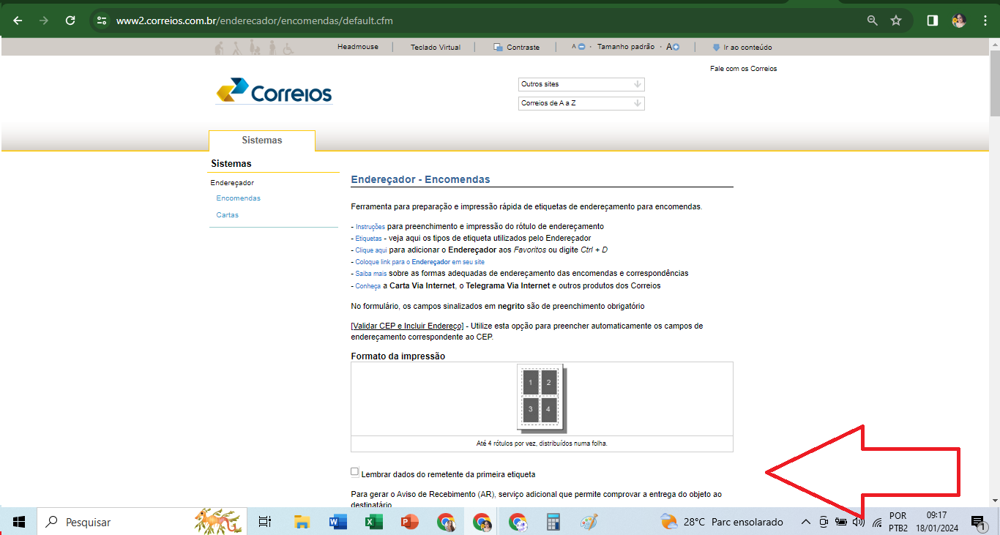 www2.correios.com.br/enderecador/encomendas/default.cfm
Headmouse
Teclado Virtual
Contraste
A
Tamanho padrão
A
Ir ao conteúdo
Fale com os Correios
Correios
Outros sites
Correios de A a Z
Sistemas
Sistemas
Endereçador
Encomendas
Cartas
Endereçador - Encomendas
Ferramenta para preparação e impressão rápida de etiquetas de endereçamento para encomendas.
- Instruções para preenchimento e impressão do rótulo de endereçamento
- Etiquetas - veja aqui os tipos de etiqueta utilizados pelo Endereçador
- Clique aqui para adicionar o Endereçador aos Favoritos ou digite Ctrl + D
- Coloque link para o Endereçador em seu site
- Saiba mais sobre as formas adequadas de endereçamento das encomendas e correspondências
- Conheça a Carta Via Internet, o Telegrama Via Internet e outros produtos dos Correios
No formulário, os campos sinalizados em negrito são de preenchimento obrigatório
[Validar CEP e Incluir Endereço] - Utilize esta opção para preencher automaticamente os campos de
endereçamento correspondente ao CEP.
Formato da impressão
1 2
3 4
Até 4 rótulos por vez, distribuídos numa folha.
Lembrar dados do remetente da primeira etiqueta
Para gerar o Aviso de Recebimento (AR), serviço adicional que permite comprovar a entrega do objeto ao
destinatário
Pesquisar
28°C Parc ensolarado
POR
PTB2
09:17
18/01/2024
1